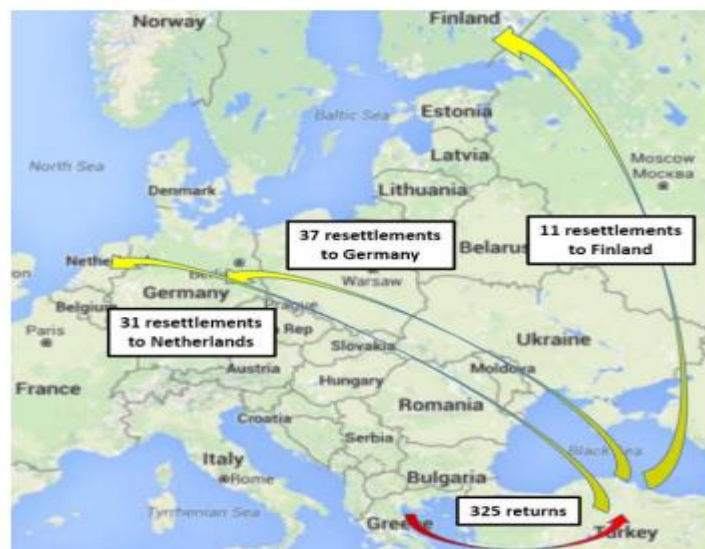 Norway
Finland
Baltic Sea
Estonia
North Sea
Latvia
Moscow
Москва
Denmark
Lithuania
37 resettlements
to Germany
11 resettlements
to Finland
Belarus
Nether
Berlin
Warsaw
Germany
Belgium
Prague
31 resettlements
to Netherlands
Paris
Rep
Ukraine
Slovakia
Austria
Moldova
Hungary
France
Romania
Croatia
Serbia
Italy
Black Sea
Rome
Bulgaria
325 returns
Tyrrhenian Sea
Greece
Turkey